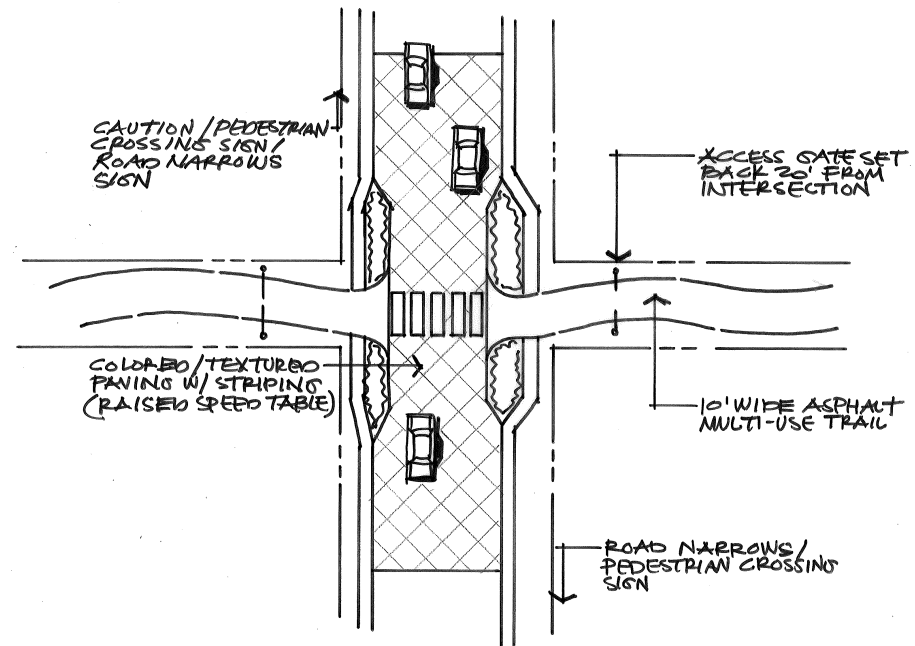 CAUTION/PEDESTRIAN
CROSSING SIGN/
ROAD NARROWS
SIGN
ACCESS GATE SET
BACK 20' FROM
INTERSECTION
COLORED/TEXTURED
PAVING W/ STRIPING
(RAISED SPEED TABLE)
10' WIDE ASPHALT
MULTI-USE TRAIL
ROAD NARROWS/
PEDESTRIAN CROSSING
SIGN